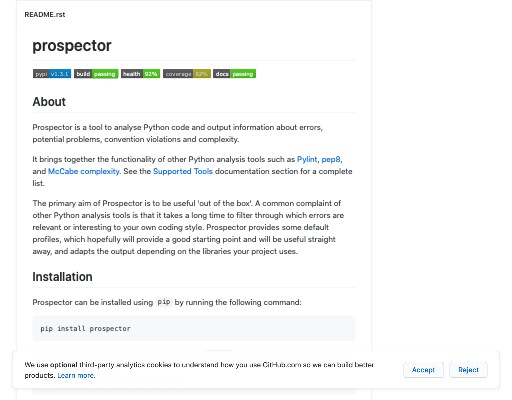 README.rst
prospector
pypi v1.3.1 build passing health 92% coverage 82% docs passing
About
Prospector is a tool to analyse Python code and output information about errors,
potential problems, convention violations and complexity.
It brings together the functionality of other Python analysis tools such as Pylint, pep8,
and McCabe complexity. See the Supported Tools documentation section for a complete
list.
The primary aim of Prospector is to be useful 'out of the box'. A common complaint of
other Python analysis tools is that it takes a long time to filter through which errors are
relevant or interesting to your own coding style. Prospector provides some default
profiles, which hopefully will provide a good starting point and will be useful straight
away, and adapts the output depending on the libraries your project uses.
Installation
Prospector can be installed using pip by running the following command:
pip install prospector
We use optional third-party analytics cookies to understand how you use GitHub.com so we can build better
products. Learn more.
Accept
Reject